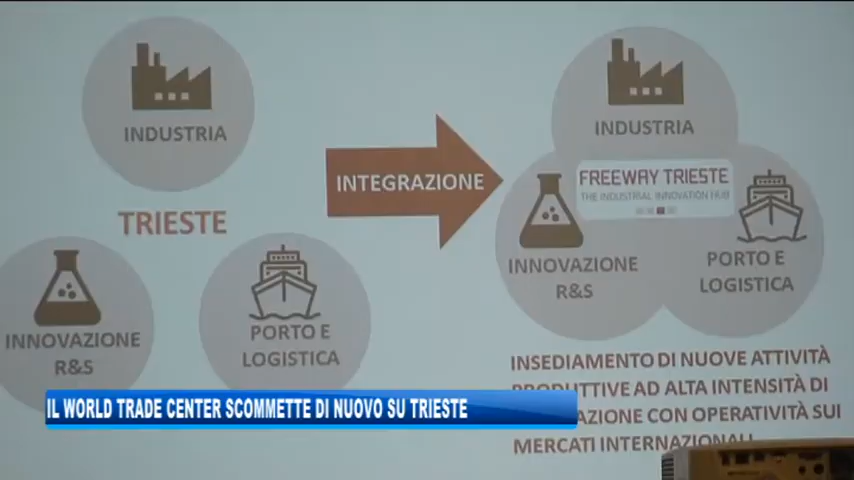 INDUSTRIA
TRIESTE
INNOVAZIONE
R&S
PORTO E
LOGISTICA
INTEGRAZIONE
INDUSTRIA
FREEWAY TRIESTE
THE INDUSTRIAL INNOVATION HUB
INNOVAZIONE
R&S
PORTO E
LOGISTICA
INSEDIAMENTO DI NUOVE ATTIVITÀ
PRODUTTIVE AD ALTA INTENSITÀ DI
AZIONE CON OPERATIVITÀ SUI
MERCATI INTERNAZIONALI
IL WORLD TRADE CENTER SCOMMETTE DI NUOVO SU TRIESTE